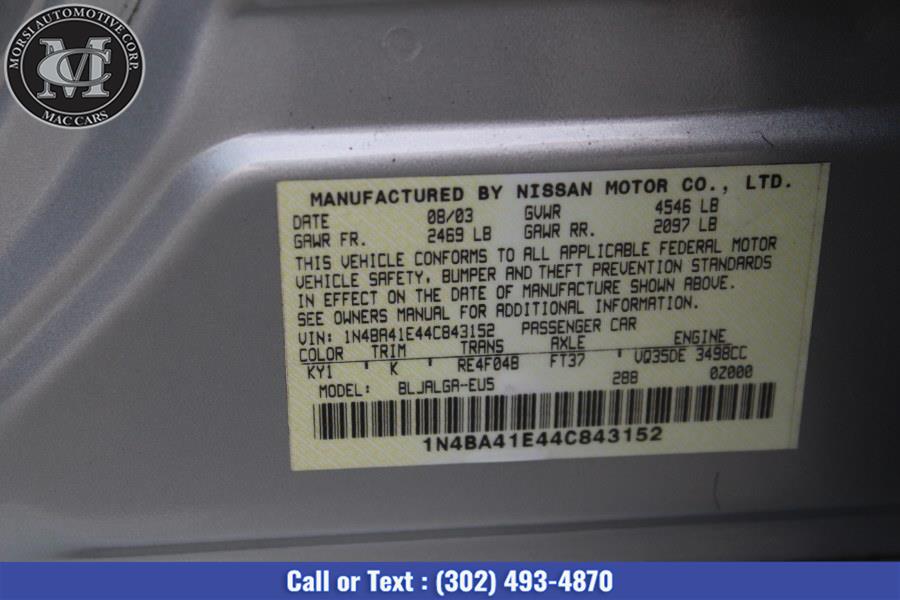 MORSI AUTOMOTIVE CORP.
MC
MAC CARS
MANUFACTURED BY NISSAN MOTOR CO., LTD.
DATE 08/03 GVWR 4546 LB
GAWR FR. 2469 LB GAWR RR. 2097 LB
THIS VEHICLE CONFORMS TO ALL APPLICABLE FEDERAL MOTOR
VEHICLE SAFETY, BUMPER AND THEFT PREVENTION STANDARDS
IN EFFECT ON THE DATE OF MANUFACTURE SHOWN ABOVE.
SEE OWNERS MANUAL FOR ADDITIONAL INFORMATION.
VIN: 1N4BA41E44C843152 PASSENGER CAR
COLOR TRIM TRANS AXLE ENGINE
KY1 ' K ' RE4F04B FT37 ' VQ35DE 3498CC
MODEL: BLJALGA-EU5 288 0Z000
1N4BA41E44C843152
Call or Text : (302) 493-4870